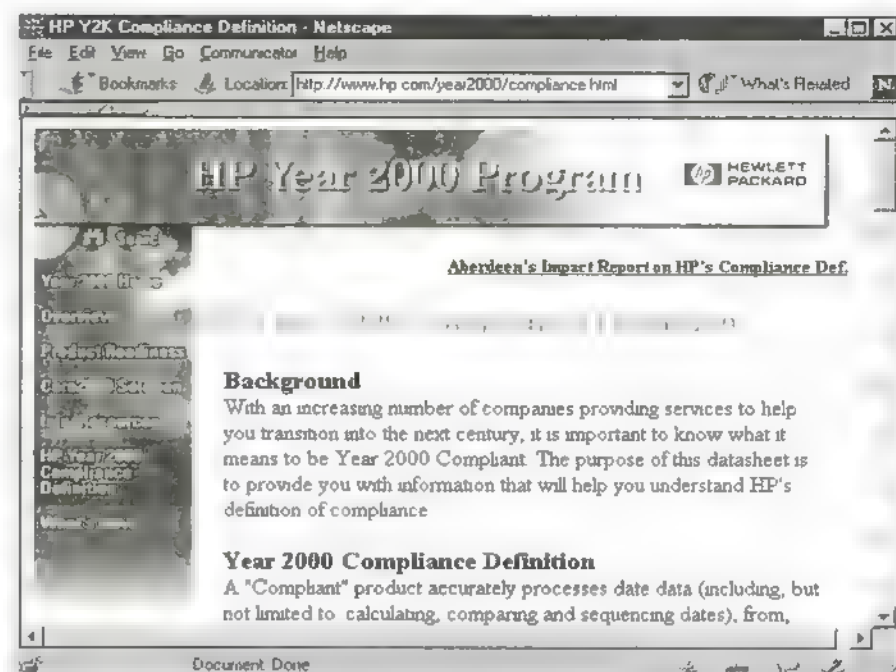 HP Y2K Compliance Definition - Netscape
File Edit View Go Communicator Help
Bookmarks Location: http://www.hp.com/year2000/compliance.html What's Related N
HP Year 2000 Program
HEWLETT
PACKARD
Aberdeen's Impact Report on HP's Compliance Def.
Overview
Product Readiness
HP Year 2000
Compliance
Definition
Background
With an increasing number of companies providing services to help
you transition into the next century, it is important to know what it
means to be Year 2000 Compliant. The purpose of this datasheet is
to provide you with information that will help you understand HP's
definition of compliance
Year 2000 Compliance Definition
A "Compliant" product accurately processes date data (including, but
not limited to calculating, comparing and sequencing dates), from,
Document Done